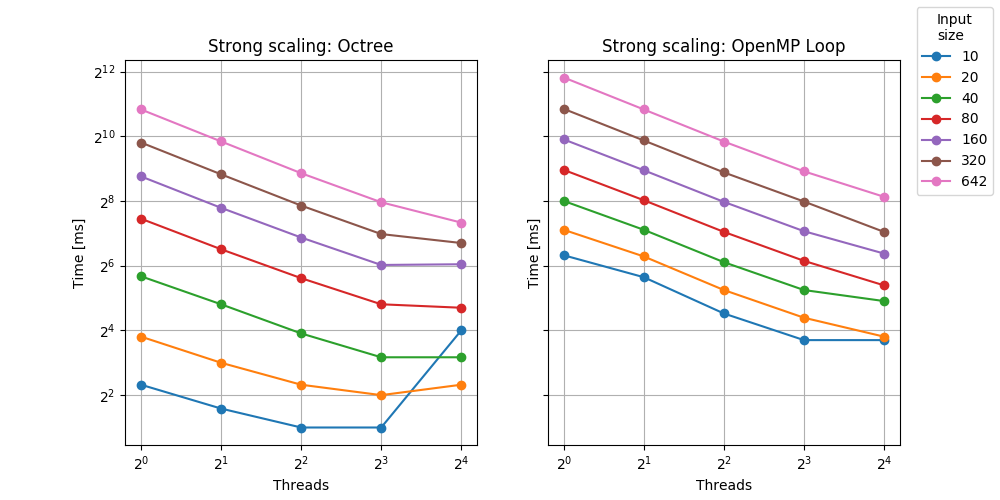 Strong scaling: Octree
2^12
2^10
2^8
2^6
2^4
2^2
Time [ms]
2^0 2^1 2^2 2^3 2^4
Threads
Strong scaling: OpenMP Loop
Time [ms]
2^0 2^1 2^2 2^3 2^4
Threads
Input
size
10
20
40
80
160
320
642